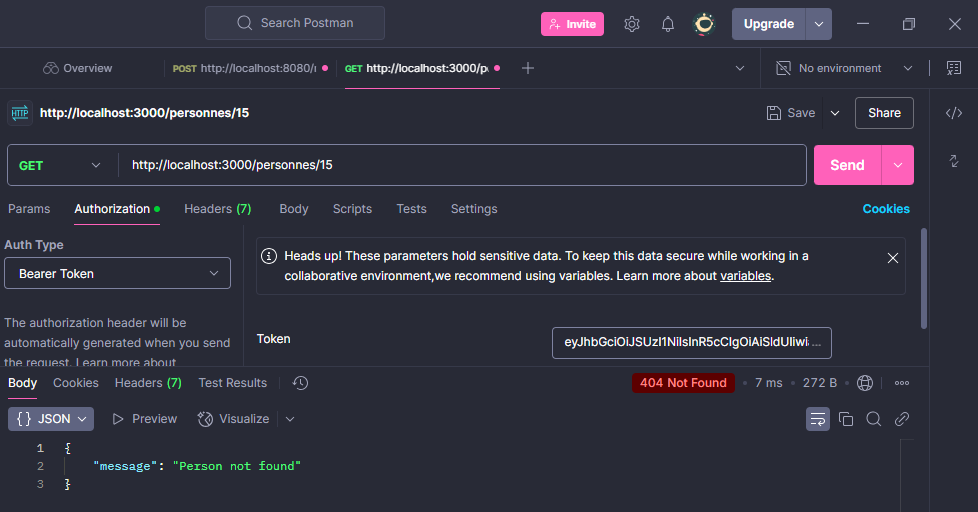 Search Postman
Invite
Upgrade
Overview
POST http://localhost:8080/
GET http://localhost:3000/p
No environment
HTTP http://localhost:3000/personnes/15
Save
Share
GET http://localhost:3000/personnes/15
Send
Params Authorization Headers (7) Body Scripts Tests Settings Cookies
Auth Type
Bearer Token
The authorization header will be
automatically generated when you send
the request. Learn more about
Heads up! These parameters hold sensitive data. To keep this data secure while working in a
collaborative environment,we recommend using variables. Learn more about variables.
Token
Body Cookies Headers (7) Test Results
404 Not Found • 7 ms • 272 B
{} JSON Preview Visualize
1 {
2 "message": "Person not found"
3 }